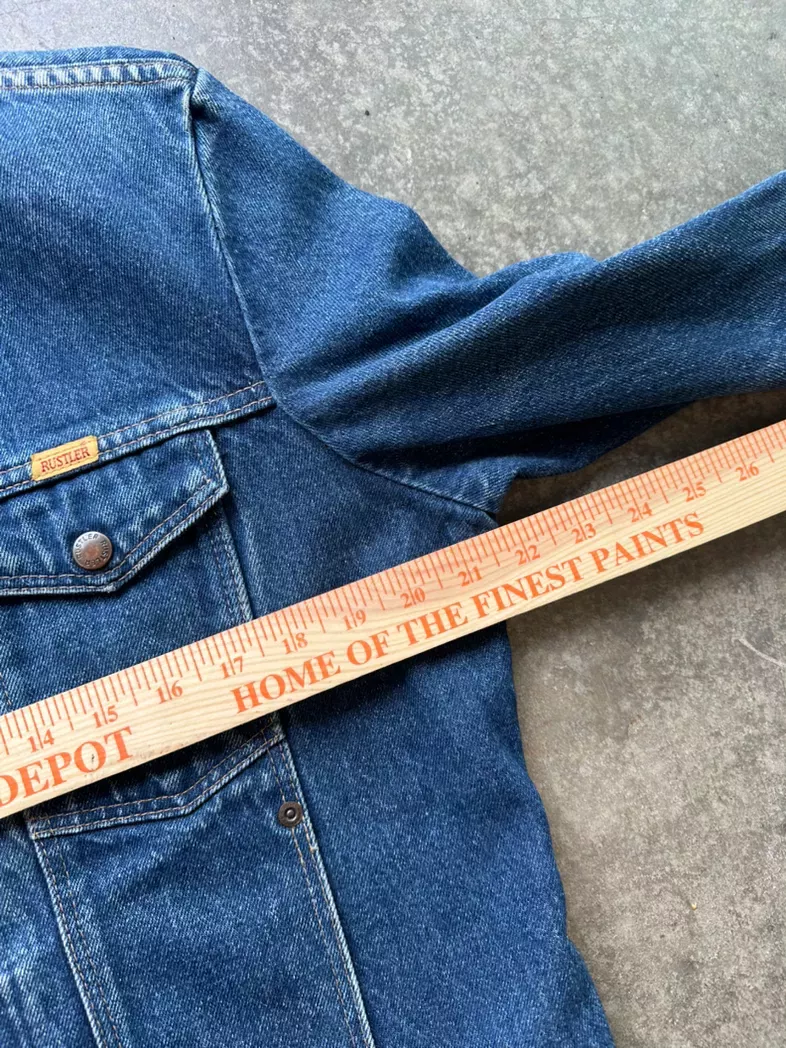 RUSTLER
RUSTLER
14 15 16 17 18 19 20 21 22 23 24 25 26
DEPOT HOME OF THE FINEST PAINTS